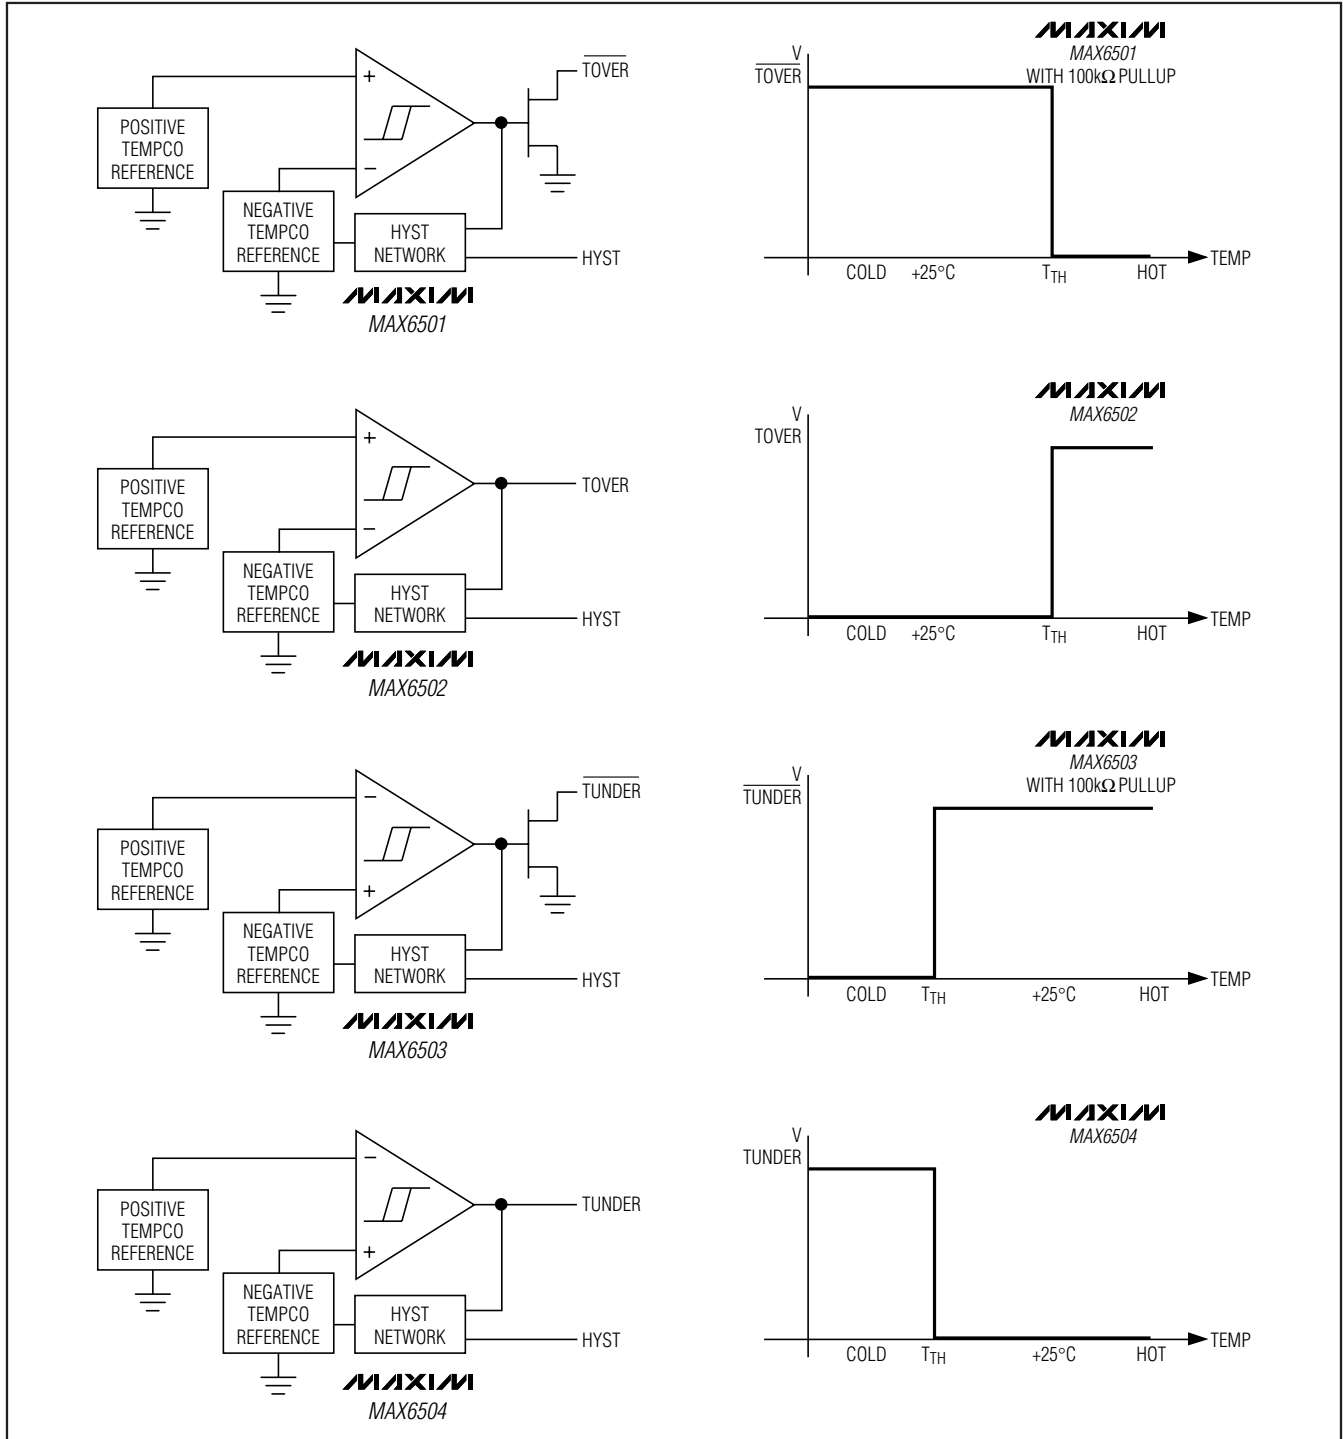 +
TOVER
POSITIVE
TEMPCO
REFERENCE
−
NEGATIVE
TEMPCO
REFERENCE
HYST
NETWORK
HYST
MAXIM
MAX6501
MAXIM
MAX6501
WITH 100kΩ PULLUP
V
TOVER
COLD +25°C TTH HOT TEMP
+
POSITIVE
TEMPCO
REFERENCE
TOVER
−
NEGATIVE
TEMPCO
REFERENCE
HYST
NETWORK
HYST
MAXIM
MAX6502
MAXIM
MAX6502
V
TOVER
COLD +25°C TTH HOT TEMP
−
TUNDER
POSITIVE
TEMPCO
REFERENCE
+
NEGATIVE
TEMPCO
REFERENCE
HYST
NETWORK
HYST
MAXIM
MAX6503
MAXIM
MAX6503
WITH 100kΩ PULLUP
V
TUNDER
COLD TTH +25°C HOT TEMP
−
POSITIVE
TEMPCO
REFERENCE
TUNDER
+
NEGATIVE
TEMPCO
REFERENCE
HYST
NETWORK
HYST
MAXIM
MAX6504
MAXIM
MAX6504
V
TUNDER
COLD TTH +25°C HOT TEMP